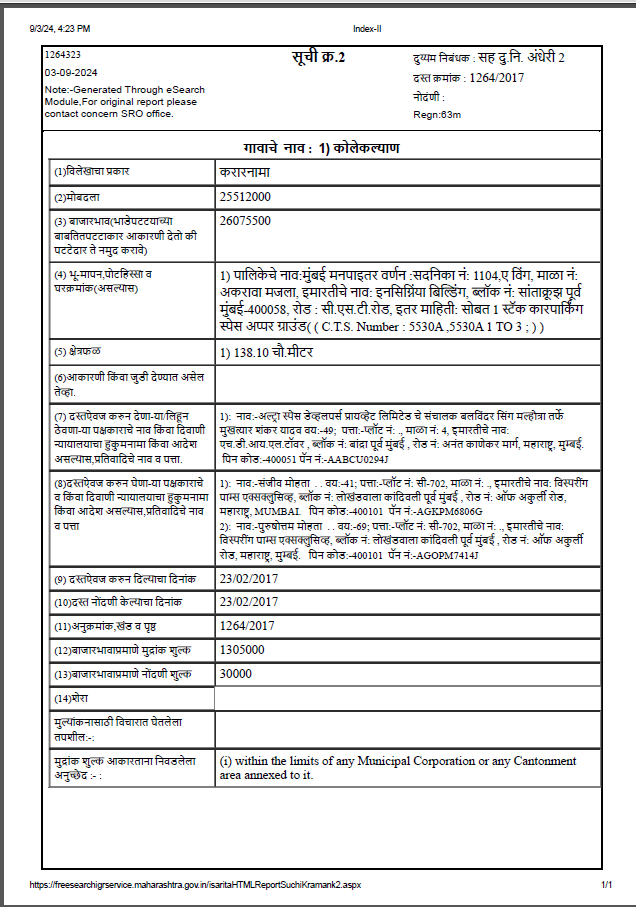 9/3/24, 4:23 PM Index-II
1264323
03-09-2024
Note:-Generated Through eSearch
Module,For original report please
contact concern SRO office.
सूची क्र.2
दुय्यम निबंधक : सह दु.नि. अंधेरी 2
दस्त क्रमांक : 1264/2017
नोदंणी :
Regn:63m
गावाचे नाव : 1) कोलेकल्याण
(1)विलेखाचा प्रकार करारनामा
(2)मोबदला 25512000
(3) बाजारभाव(भाडेपटटयाच्या
बाबतितपटटाकार आकारणी देतो की
पटटेदार ते नमुद करावे)
26075500
(4) भू-मापन,पोटहिस्सा व
घरक्रमांक(असल्यास)
1) पालिकेचे नाव:मुंबई मनपाइतर वर्णन :सदनिका नं: 1104,ए विंग, माळा नं:
अकरावा मजला, इमारतीचे नाव: इनसिग्निया बिल्डिंग, ब्लॉक नं: सांताक्रूझ पूर्व
मुंबई-400058, रोड : सी.एस.टी.रोड, इतर माहिती: सोबत 1 स्टॅक कारपार्किंग
स्पेस अप्पर ग्राउंड( ( C.T.S. Number : 5530A ,5530A 1 TO 3 ; ) )
(5) क्षेत्रफळ 1) 138.10 चौ.मीटर
(6)आकारणी किंवा जुडी देण्यात असेल
तेव्हा.
(7) दस्तऐवज करुन देणा-या/लिहून
ठेवणा-या पक्षकाराचे नाव किंवा दिवाणी
न्यायालयाचा हुकुमनामा किंवा आदेश
असल्यास,प्रतिवादिचे नाव व पत्ता.
1): नाव:-अल्ट्रा स्पेस डेव्हलपर्स प्रायव्हेट लिमिटेड चे संचालक बलविंदर सिंग मल्होत्रा तर्फे
मुखत्यार शंकर यादव वय:-49; पत्ता:-प्लॉट नं: ., माळा नं: 4, इमारतीचे नाव:
एच.डी.आय.एल.टॉवर , ब्लॉक नं: बांद्रा पूर्व मुंबई , रोड नं: अनंत काणेकर मार्ग, महाराष्ट्र, मुम्बई.
पिन कोड:-400051 पॅन नं:-AABCU0294J
(8)दस्तऐवज करुन घेणा-या पक्षकाराचे
व किंवा दिवाणी न्यायालयाचा हुकुमनामा
किंवा आदेश असल्यास,प्रतिवादिचे नाव
व पत्ता
1): नाव:-संजीव मोहता . . वय:-41; पत्ता:-प्लॉट नं: सी-702, माळा नं: ., इमारतीचे नाव: विस्परींग
पाम्स एक्सक्लुसिव्ह, ब्लॉक नं: लोखंडवाला कांदिवली पूर्व मुंबई , रोड नं: ऑफ अकुर्ली रोड,
महाराष्ट्र, MUMBAI. पिन कोड:-400101 पॅन नं:-AGKPM6806G
2): नाव:-पुरुषोत्तम मोहता . . वय:-69; पत्ता:-प्लॉट नं: सी-702, माळा नं: ., इमारतीचे नाव:
विस्परींग पाम्स एक्सक्लुसिव्ह, ब्लॉक नं: लोखंडवाला कांदिवली पूर्व मुंबई , रोड नं: ऑफ अकुर्ली
रोड, महाराष्ट्र, मुम्बई. पिन कोड:-400101 पॅन नं:-AGOPM7414J
(9) दस्तऐवज करुन दिल्याचा दिनांक 23/02/2017
(10)दस्त नोंदणी केल्याचा दिनांक 23/02/2017
(11)अनुक्रमांक,खंड व पृष्ठ 1264/2017
(12)बाजारभावाप्रमाणे मुद्रांक शुल्क 1305000
(13)बाजारभावाप्रमाणे नोंदणी शुल्क 30000
(14)शेरा
मुल्यांकनासाठी विचारात घेतलेला
तपशील:-:
मुद्रांक शुल्क आकारताना निवडलेला
अनुच्छेद :- :
(i) within the limits of any Municipal Corporation or any Cantonment
area annexed to it.
https://freesearchigrservice.maharashtra.gov.in/isaritaHTMLReportSuchiKramank2.aspx 1/1